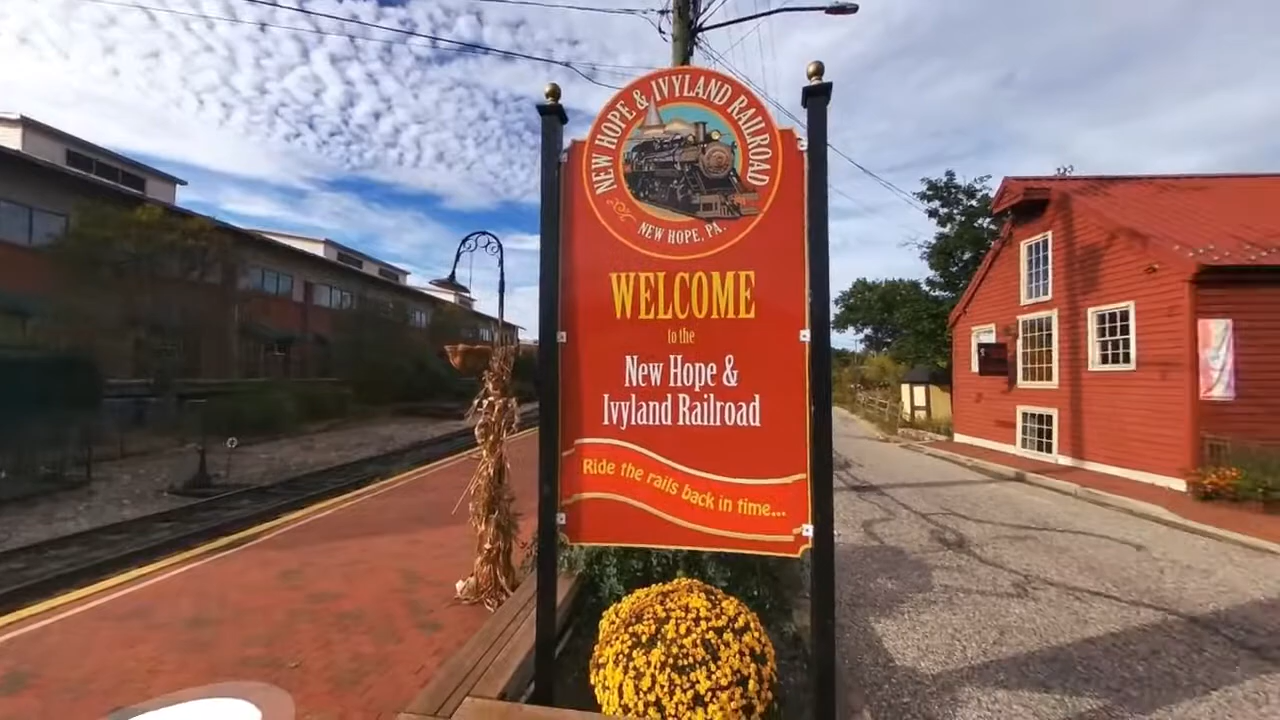 NEW HOPE & IVYLAND RAILROAD
NEW HOPE, PA.
WELCOME
to the
New Hope &
Ivyland Railroad
Ride the rails back in time...